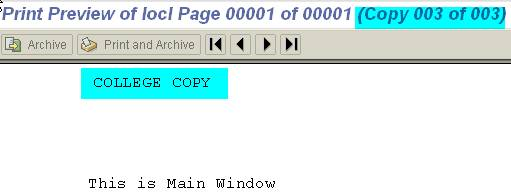 Print Preview of locl Page 00001 of 00001 (Copy 003 of 003)
Archive Print and Archive
COLLEGE COPY
This is Main Window